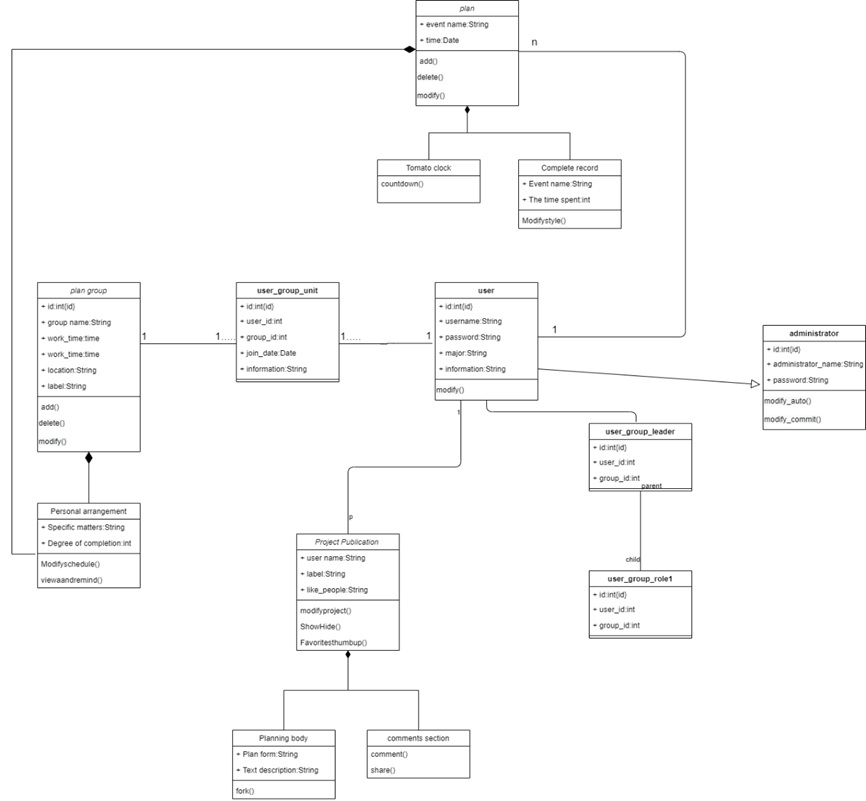 plan
+ event name:String
+ time:Date
add()
delete()
modify()
n
Tomato clock
countdown()
Complete record
+ Event name:String
+ The time spent:int
Modifystyle()
plan group
+ id:int{id}
+ group name:String
+ work_time:time
+ work_time:time
+ location:String
+ label:String
add()
delete()
modify()
1
1.....
user_group_unit
+ id:int{id}
+ user_id:int
+ group_id:int
+ join_date:Date
+ information:String
1.....
1
user
+ id:int{id}
+ username:String
+ password:String
+ major:String
+ information:String
modify()
1
1
administrator
+ id:int{id}
+ administrator_name:String
+ password:String
modify_auto()
modify_commit()
user_group_leader
+ id:int{id}
+ user_id:int
+ group_id:int
parent
child
user_group_role1
+ id:int{id}
+ user_id:int
+ group_id:int
Personal arrangement
+ Specific matters:String
+ Degree of completion:int
Modifyschedule()
viewaandremind()
p
Project Publication
+ user name:String
+ label:String
+ like_people:String
modifyproject()
ShowHide()
Favoritesthumbup()
Planning body
+ Plan form:String
+ Text description:String
fork()
comments section
comment()
share()